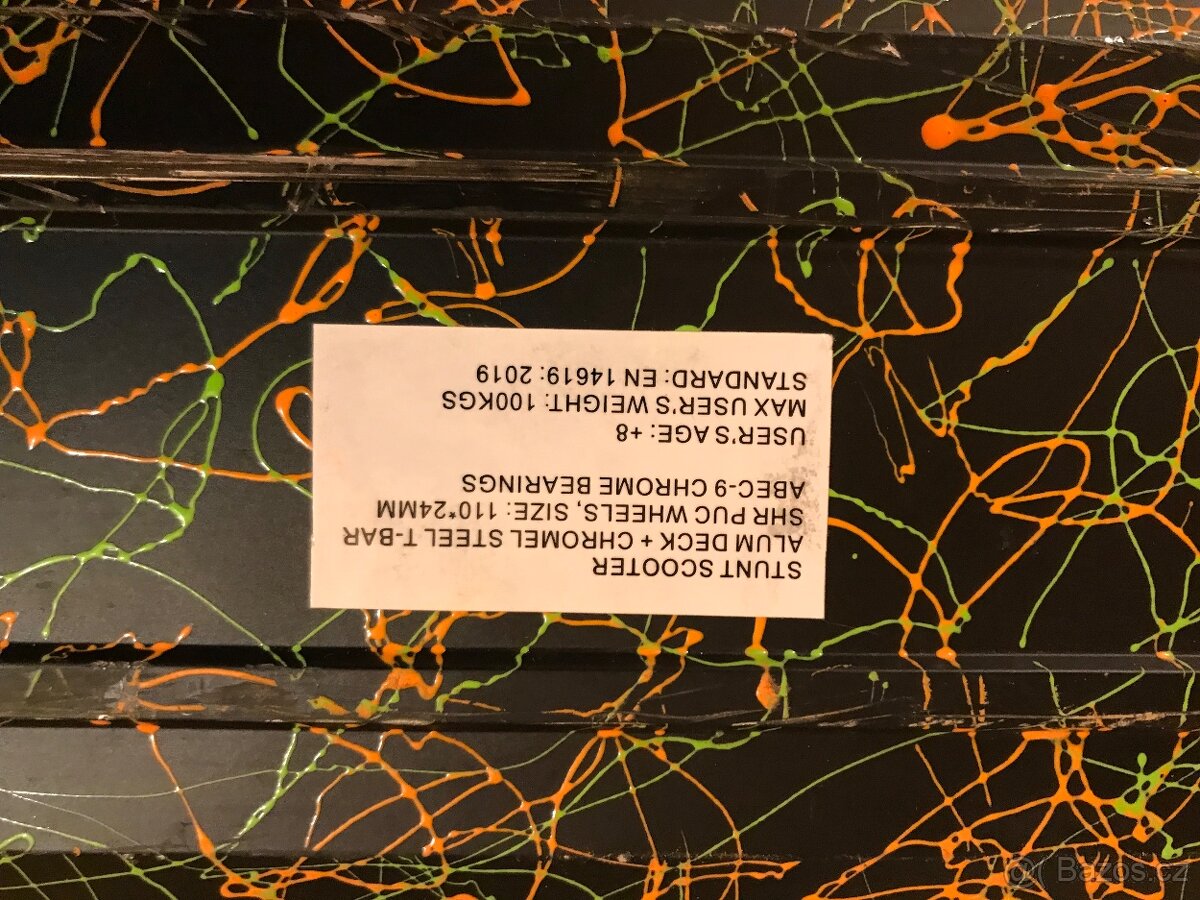 STUNT SCOOTER
ALUM DECK + CHROMEL STEEL T-BAR
SHR PUC WHEELS, SIZE: 110*24MM
ABEC-9 CHROME BEARINGS
USER'S AGE: +8
MAX USER'S WEIGHT: 100KGS
STANDARD: EN 14619: 2019
Bazoš.cz